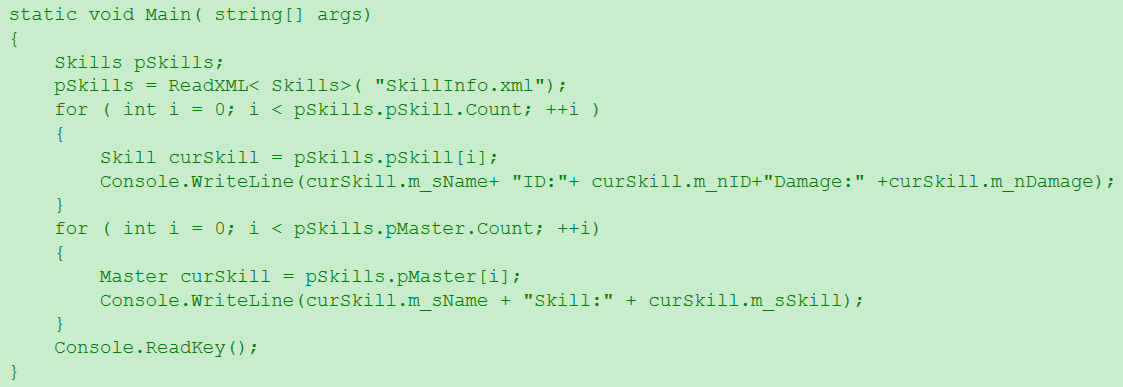 static void Main( string[] args)
{
    Skills pSkills;
    pSkills = ReadXML< Skills>( "SkillInfo.xml");
    for ( int i = 0; i < pSkills.pSkill.Count; ++i )
    {
        Skill curSkill = pSkills.pSkill[i];
        Console.WriteLine(curSkill.m_sName+ "ID:"+ curSkill.m_nID+"Damage:" +curSkill.m_nDamage);
    }
    for ( int i = 0; i < pSkills.pMaster.Count; ++i)
    {
        Master curSkill = pSkills.pMaster[i];
        Console.WriteLine(curSkill.m_sName + "Skill:" + curSkill.m_sSkill);
    }
    Console.ReadKey();
}